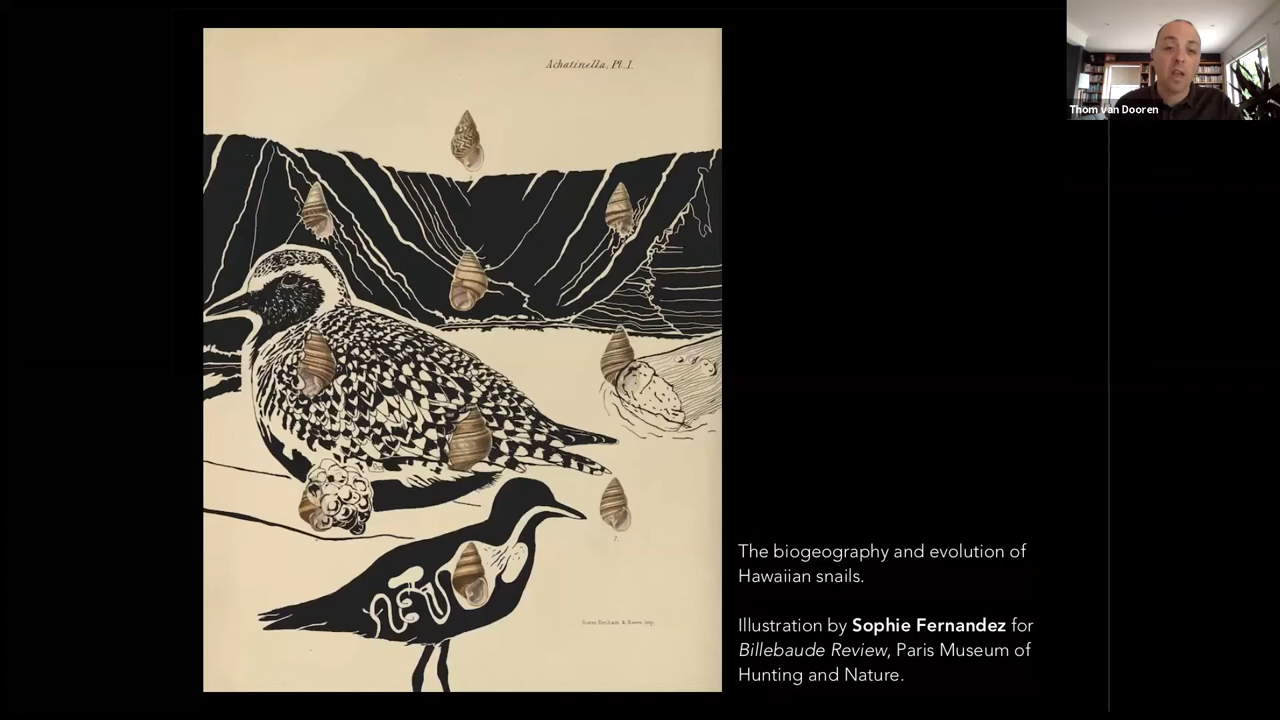 Achatinella, Pl. I.
Thom van Dooren
The biogeography and evolution of
Hawaiian snails.
Illustration by Sophie Fernandez for
Billebaude Review, Paris Museum of
Hunting and Nature.